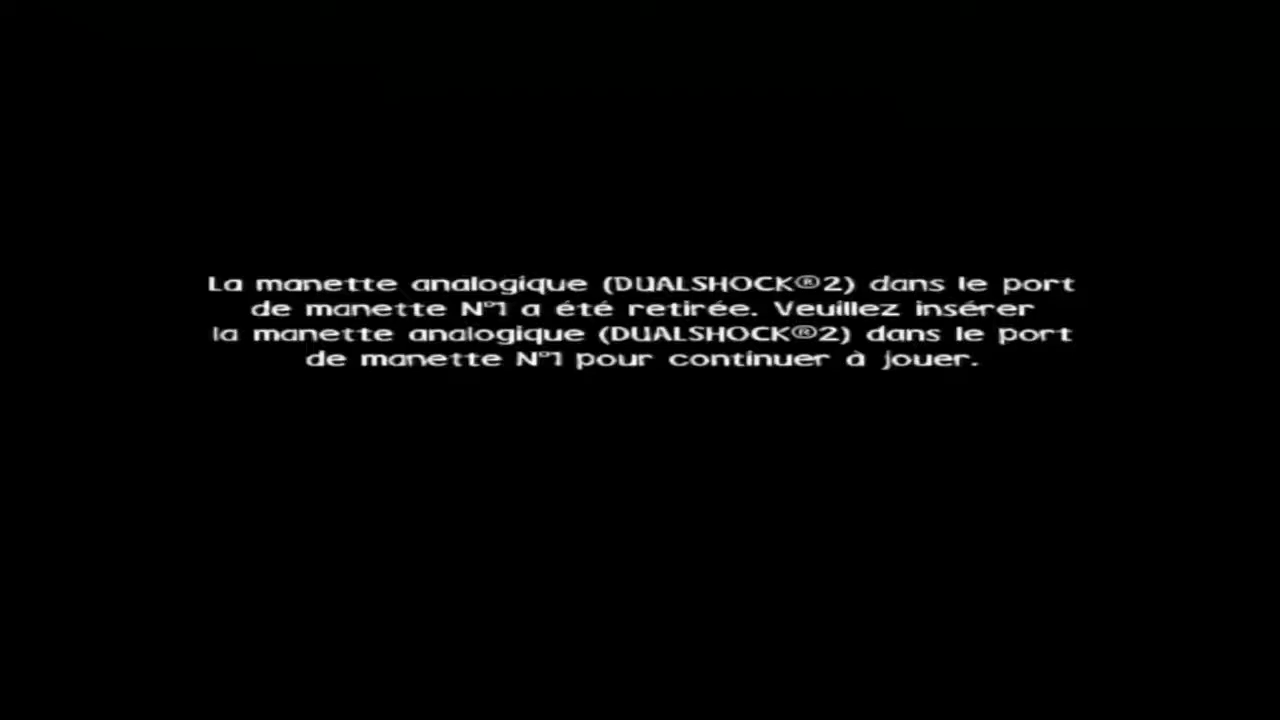 La manette analogique (DUALSHOCK®2) dans le port
de manette N°1 a été retirée. Veuillez insérer
la manette analogique (DUALSHOCK®2) dans le port
de manette N°1 pour continuer à jouer.